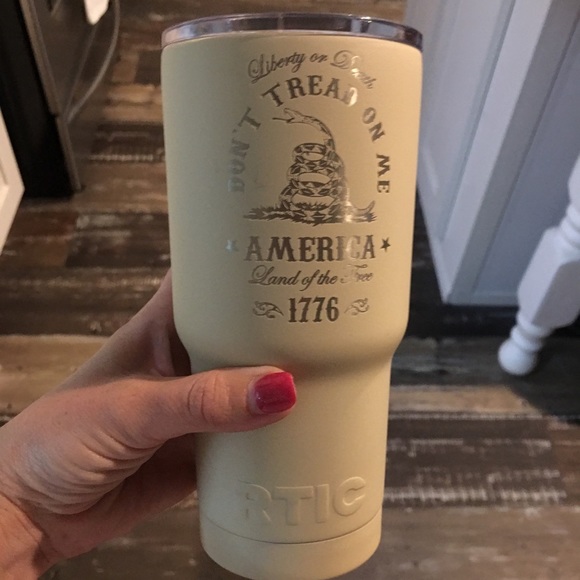 Liberty or Death
DON'T TREAD ON ME
AMERICA
Land of the Free
1776
RTIC